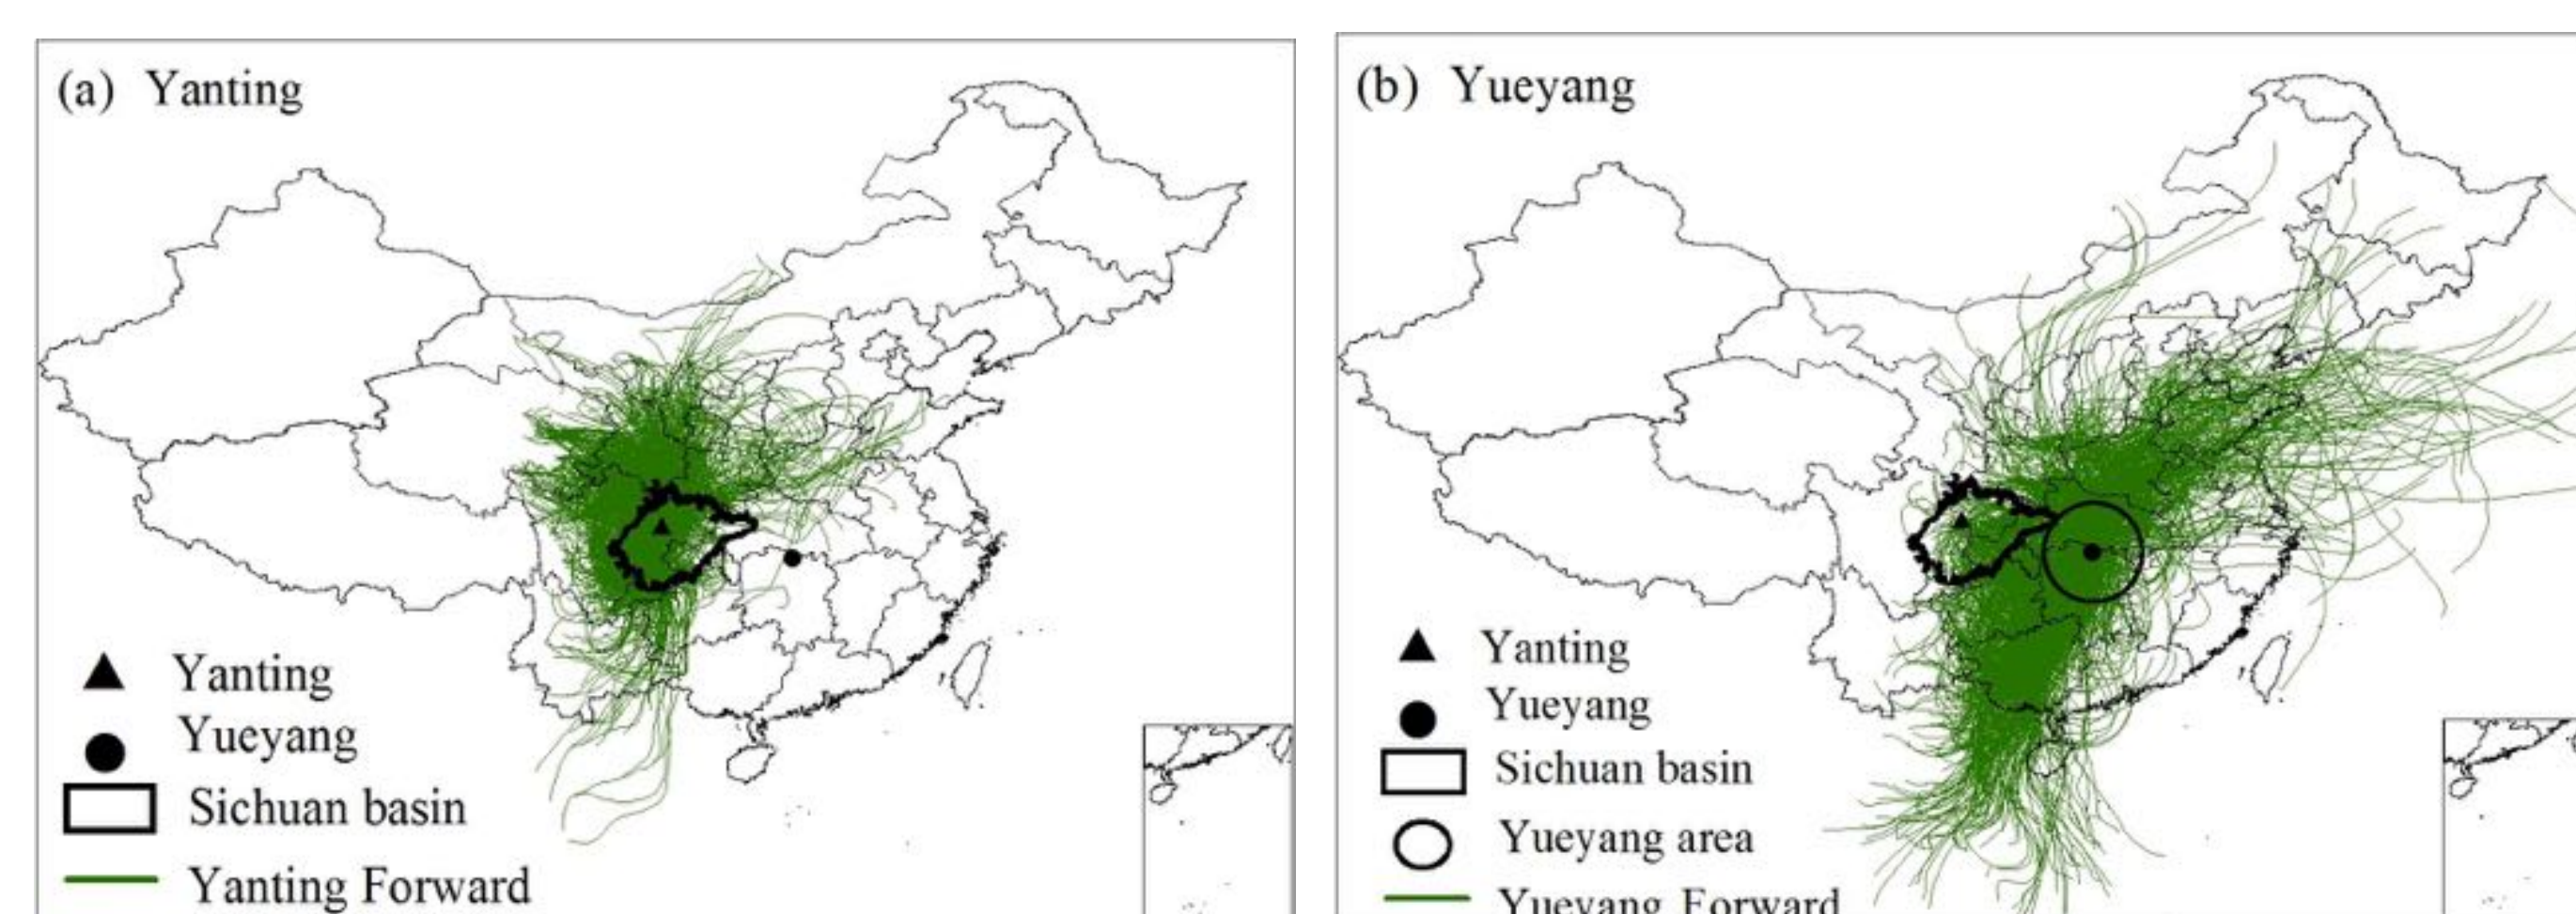 (a) Yanting
Yanting
Yueyang
Sichuan basin
Yanting Forward
(b) Yueyang
Yanting
Yueyang
Sichuan basin
Yueyang area
Yueyang Forward